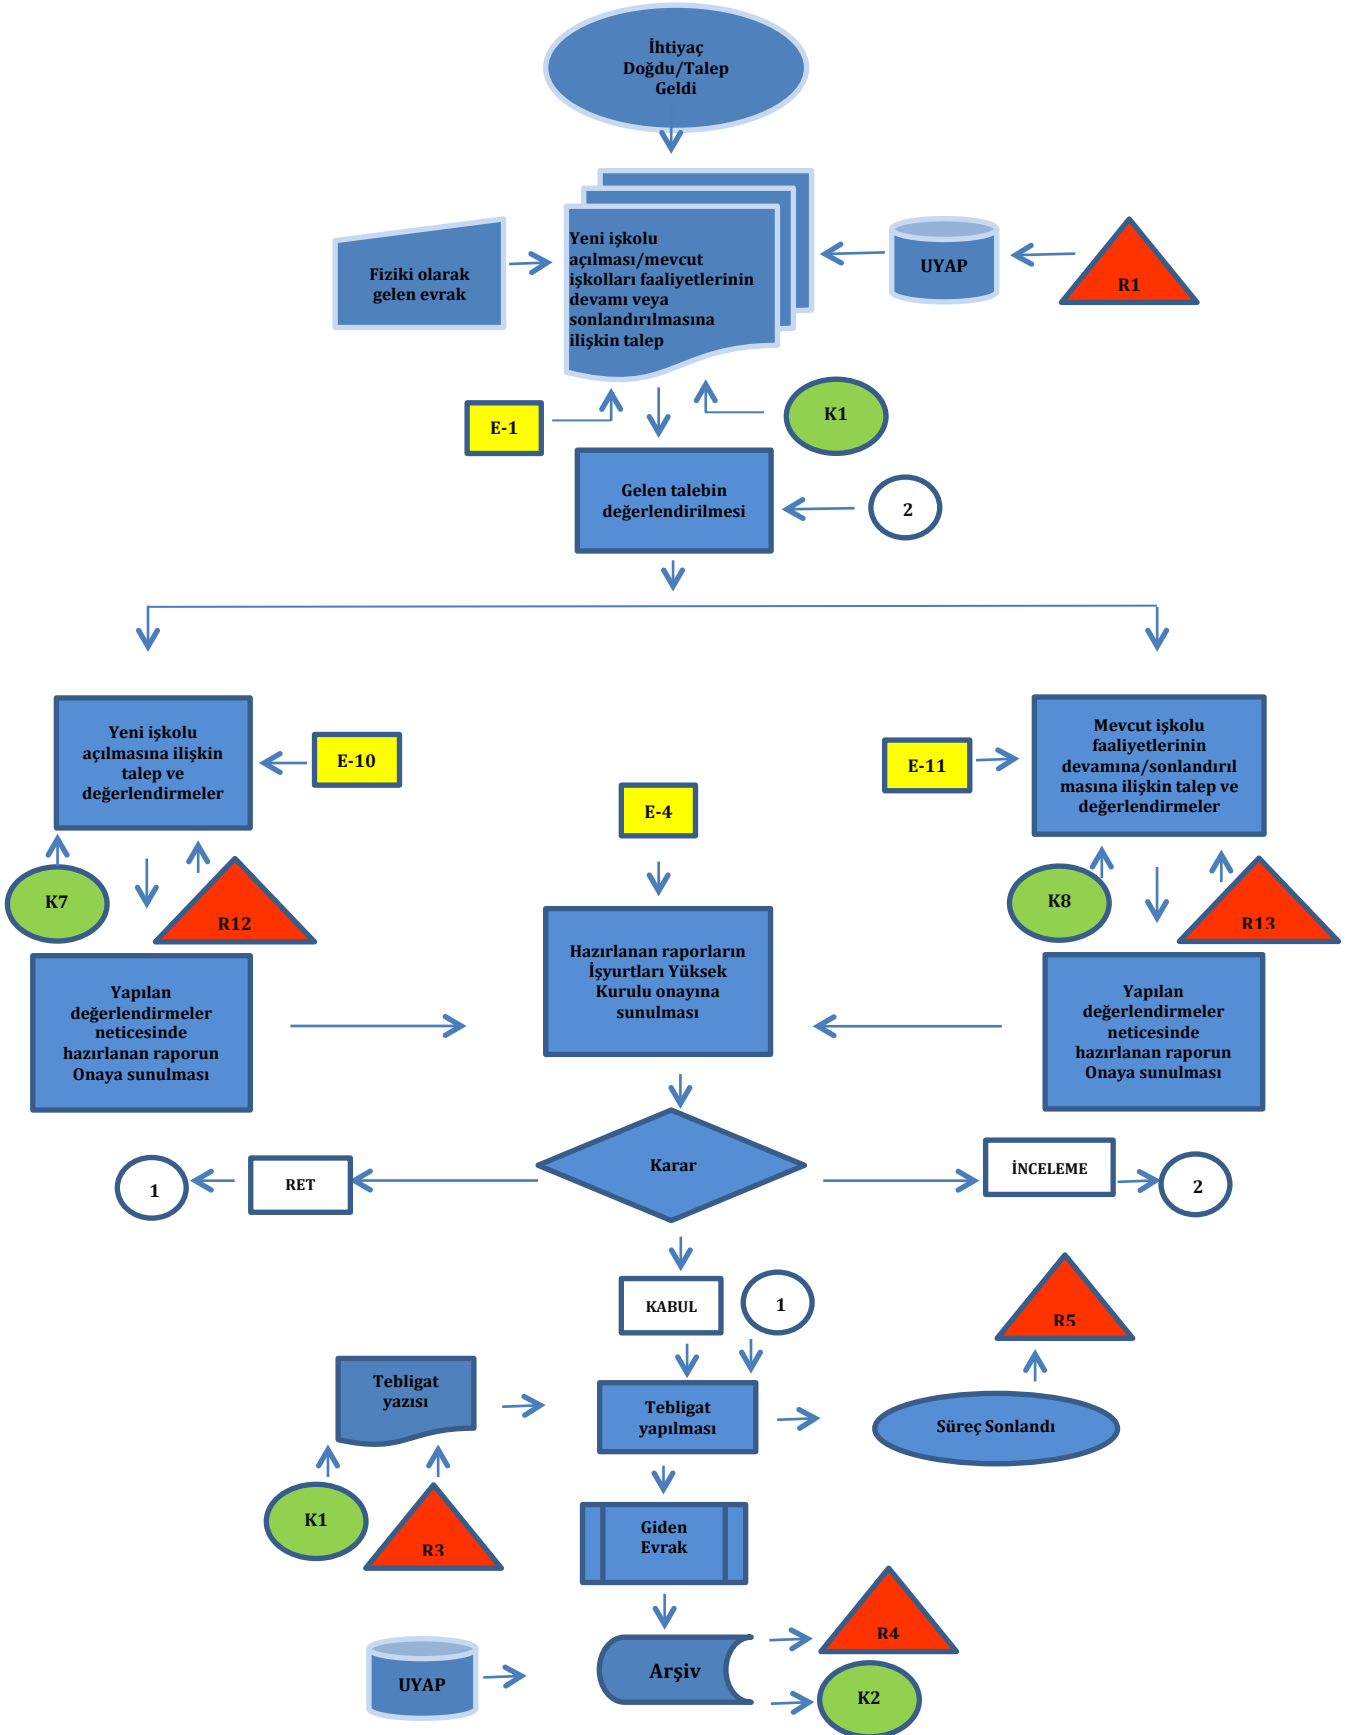 İhtiyaç
Doğdu/Talep
Geldi
Fiziki olarak
gelen evrak
Yeni işkolu
açılması/mevcut
işkolları faaliyetlerinin
devamı veya
sonlandırılmasına
ilişkin talep
UYAP
R1
E-1
K1
Gelen talebin
değerlendirilmesi
2
Yeni işkolu
açılmasına ilişkin
talep ve
değerlendirmeler
E-10
E-4
E-11
Mevcut işkolu
faaliyetlerinin
devamına/sonlandırıl
masına ilişkin talep ve
değerlendirmeler
K7
R12
K8
R13
Yapılan
değerlendirmeler
neticesinde
hazırlanan raporun
Onaya sunulması
Hazırlanan raporların
İşyurtları Yüksek
Kurulu onayına
sunulması
Yapılan
değerlendirmeler
neticesinde
hazırlanan raporun
Onaya sunulması
Karar
1
RET
İNCELEME
2
KABUL
1
R5
Tebligat
yazısı
Tebligat
yapılması
Süreç Sonlandı
K1
R3
Giden
Evrak
UYAP
Arşiv
R4
K2